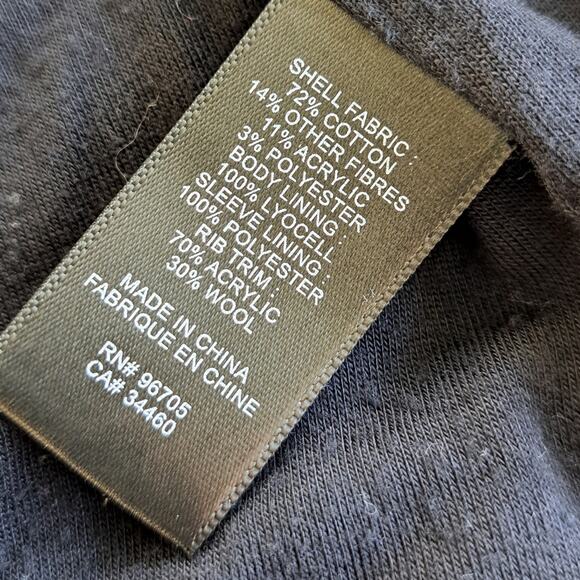 SHELL FABRIC :
72% COTTON
14% OTHER FIBRES
11% ACRYLIC
3% POLYESTER
BODY LINING :
100% LYOCELL
SLEEVE LINING :
100% POLYESTER
RIB TRIM :
70% ACRYLIC
30% WOOL
MADE IN CHINA
FABRIQUE EN CHINE
RN# 96705
CA# 34460